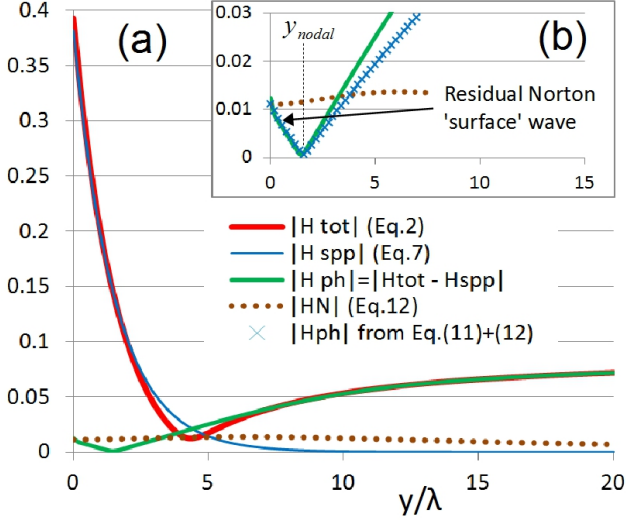 0.4
0.35
0.3
0.25
0.2
0.15
0.1
0.05
0
(a)
0.03
0.02
0.01
0
y_nodal
(b)
Residual Norton
'surface' wave
0 5 10 15
|H tot| (Eq.2)
|H spp| (Eq.7)
|H ph|=|Htot - Hspp|
|HN| (Eq.12)
|Hph| from Eq.(11)+(12)
0 5 10 15 20
y/λ